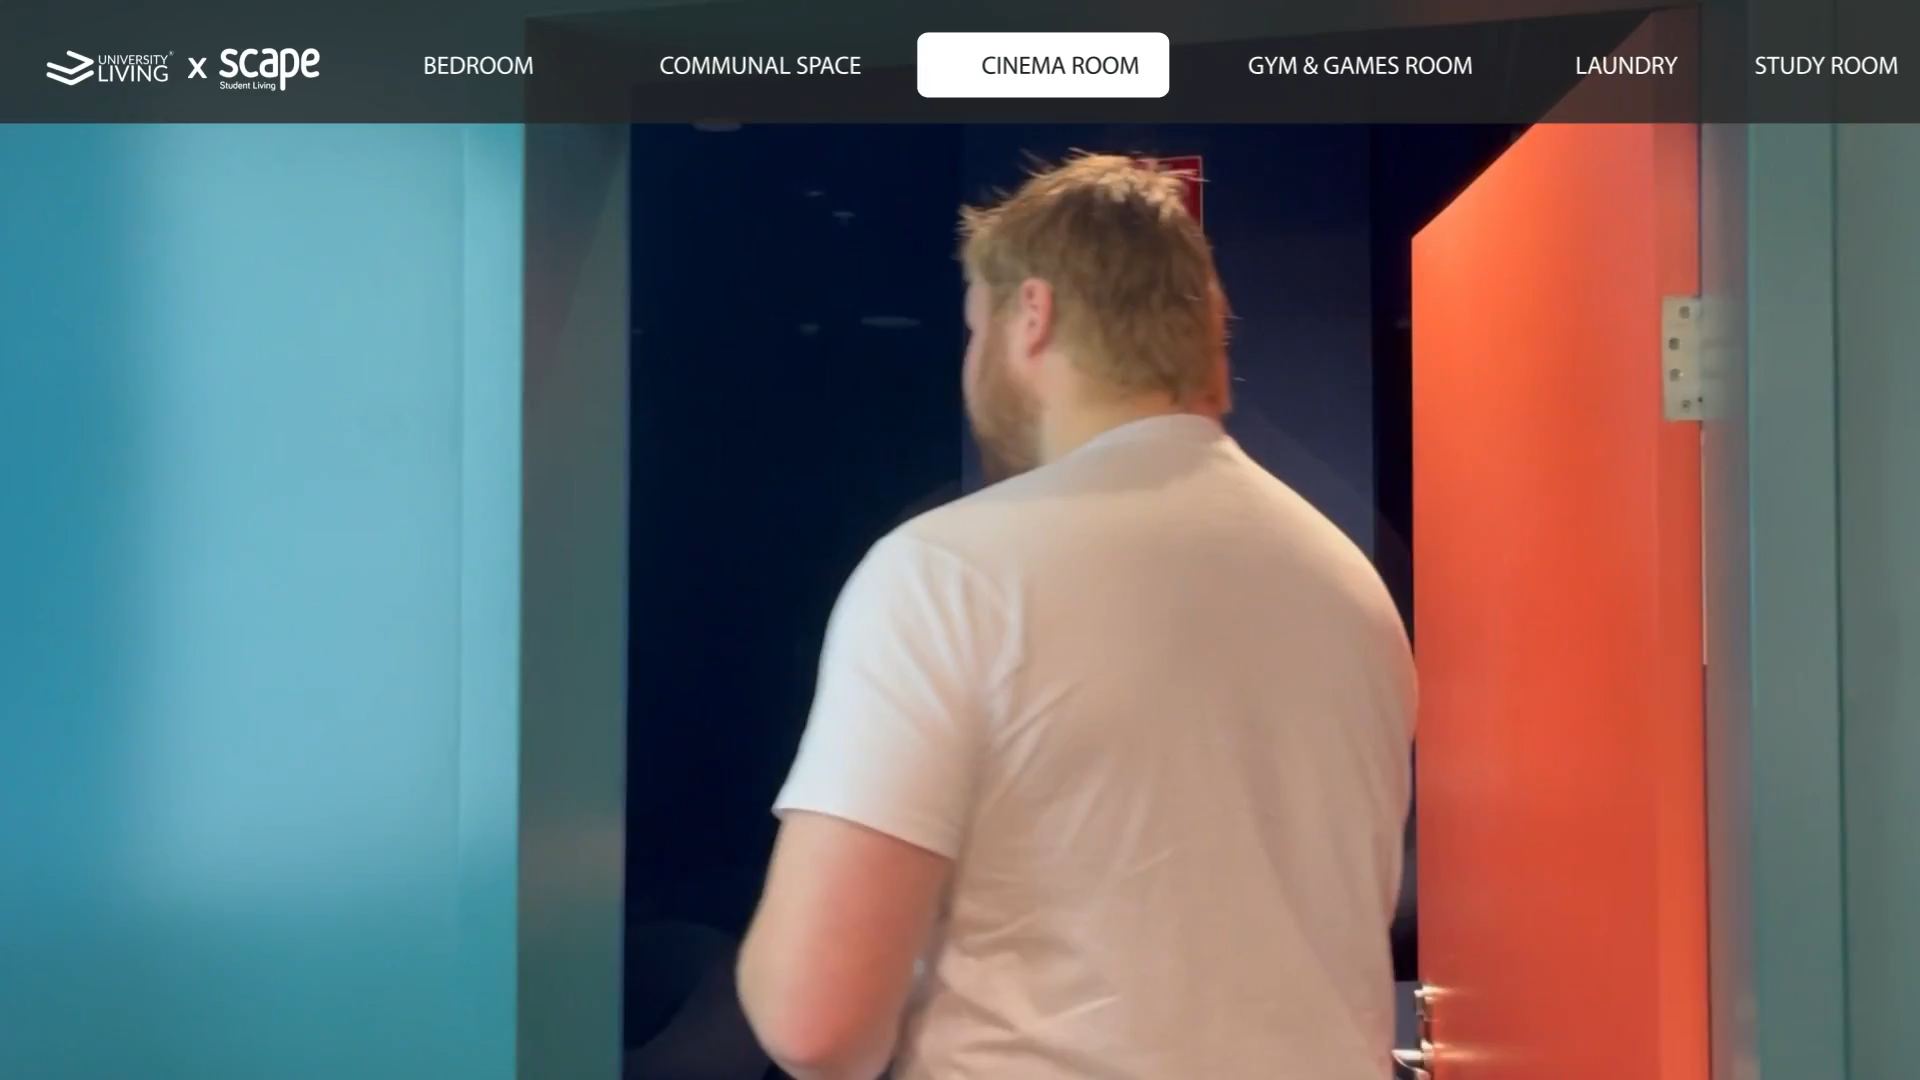 UNIVERSITY LIVING x scape Student Living
BEDROOM
COMMUNAL SPACE
CINEMA ROOM
GYM & GAMES ROOM
LAUNDRY
STUDY ROOM